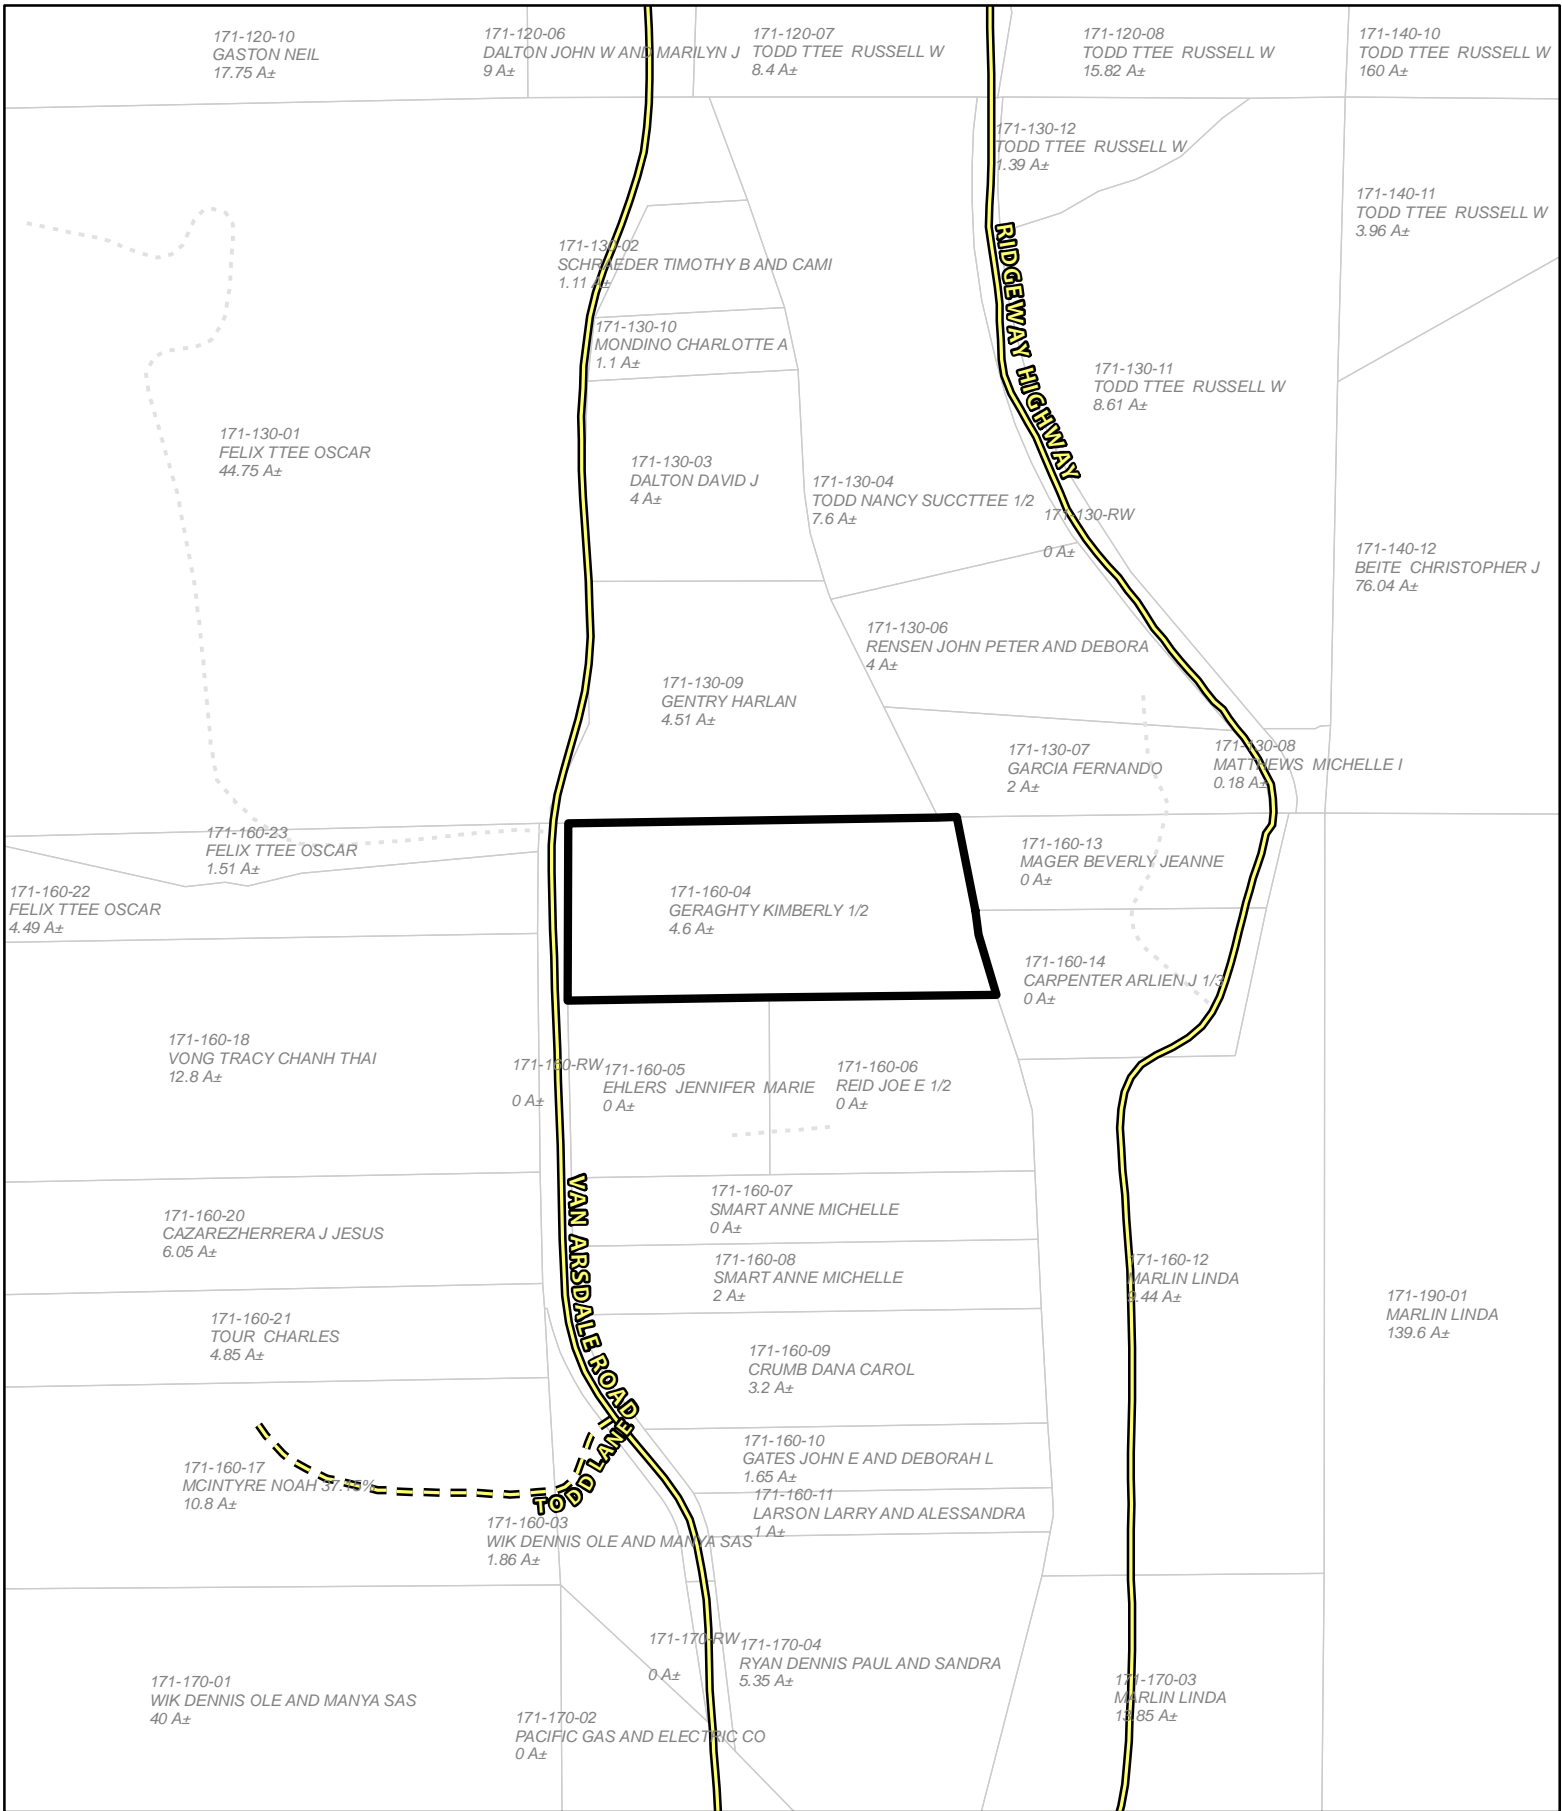 171-120-10
GASTON NEIL
17.75 A±
171-120-06
DALTON JOHN W AND MARILYN J
9 A±
171-120-07
TODD TTEE  RUSSELL W
8.4 A±
171-120-08
TODD TTEE  RUSSELL W
15.82 A±
171-140-10
TODD TTEE  RUSSELL W
160 A±
171-130-12
TODD TTEE  RUSSELL W
1.39 A±
171-140-11
TODD TTEE  RUSSELL W
3.96 A±
171-130-02
SCHRAEDER TIMOTHY B AND CAMI
1.11 A±
RIDGEWAY HIGHWAY
171-130-10
MONDINO CHARLOTTE A
1.1 A±
171-130-11
TODD TTEE  RUSSELL W
8.61 A±
171-130-01
FELIX TTEE OSCAR
44.75 A±
171-130-03
DALTON DAVID J
4 A±
171-130-04
TODD NANCY SUCCTTEE 1/2
7.6 A±
171-130-RW
0 A±
171-140-12
BEITE  CHRISTOPHER J
76.04 A±
171-130-06
RENSEN JOHN PETER AND DEBORA
4 A±
171-130-09
GENTRY HARLAN
4.51 A±
171-130-07
GARCIA FERNANDO
2 A±
171-130-08
MATTHEWS  MICHELLE I
0.18 A±
171-160-23
FELIX TTEE OSCAR
1.51 A±
171-160-13
MAGER BEVERLY JEANNE
0 A±
171-160-22
FELIX TTEE OSCAR
4.49 A±
171-160-04
GERAGHTY KIMBERLY 1/2
4.6 A±
171-160-14
CARPENTER ARLIEN J 1/3
0 A±
171-160-18
VONG TRACY CHANH THAI
12.8 A±
171-160-RW
0 A±
171-160-05
EHLERS  JENNIFER  MARIE
0 A±
171-160-06
REID JOE E 1/2
0 A±
VAN ARSDALE ROAD
171-160-07
SMART ANNE MICHELLE
0 A±
171-160-20
CAZAREZHERRERA J JESUS
6.05 A±
171-160-08
SMART ANNE MICHELLE
2 A±
171-160-12
MARLIN LINDA
9.44 A±
171-190-01
MARLIN LINDA
139.6 A±
171-160-21
TOUR  CHARLES
4.85 A±
171-160-09
CRUMB DANA CAROL
3.2 A±
TODD LANE
171-160-10
GATES JOHN E AND DEBORAH L
1.65 A±
171-160-17
MCINTYRE NOAH 37.15%
10.8 A±
171-160-11
LARSON LARRY AND ALESSANDRA
1 A±
171-160-03
WIK DENNIS OLE AND MANYA SAS
1.86 A±
171-170-RW
0 A±
171-170-04
RYAN DENNIS PAUL AND SANDRA
5.35 A±
171-170-01
WIK DENNIS OLE AND MANYA SAS
40 A±
171-170-03
MARLIN LINDA
13.85 A±
171-170-02
PACIFIC GAS AND ELECTRIC CO
0 A±